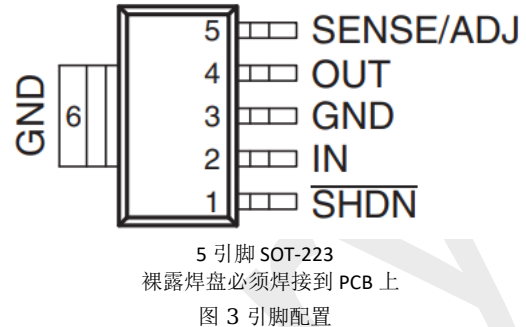 5 SENSE/ADJ
4 OUT
GND 6 3 GND
2 IN
1 SHDN
5 引脚 SOT-223
裸露焊盘必须焊接到 PCB 上
图 3 引脚配置